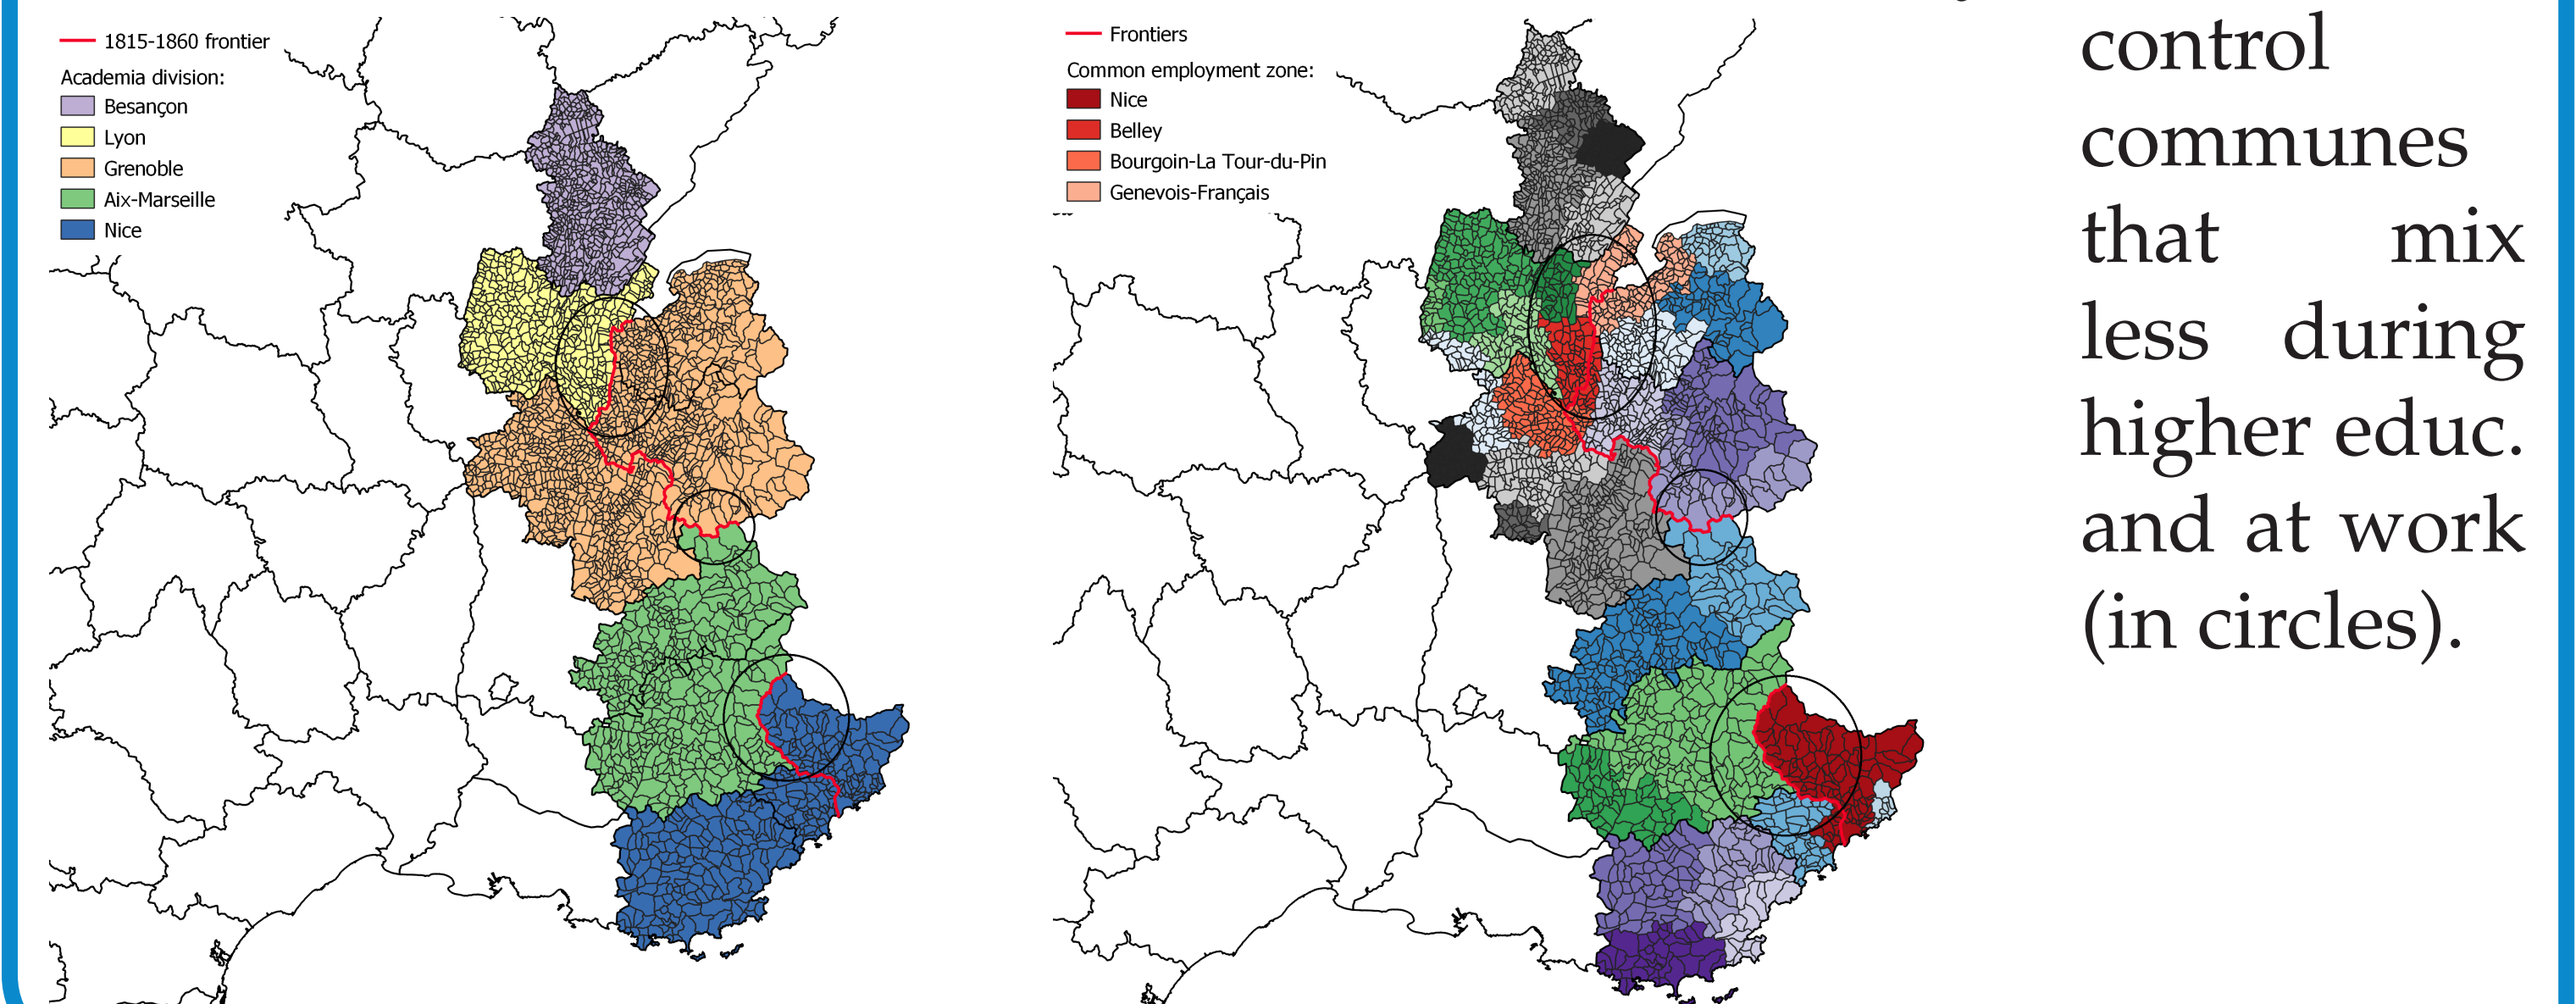 1815-1860 frontier
Academia division:
Besançon
Lyon
Grenoble
Aix-Marseille
Nice
Frontiers
Common employment zone:
Nice
Belley
Bourgoin-La Tour-du-Pin
Genevois-Français
control
communes
that mix
less during
higher educ.
and at work
(in circles).